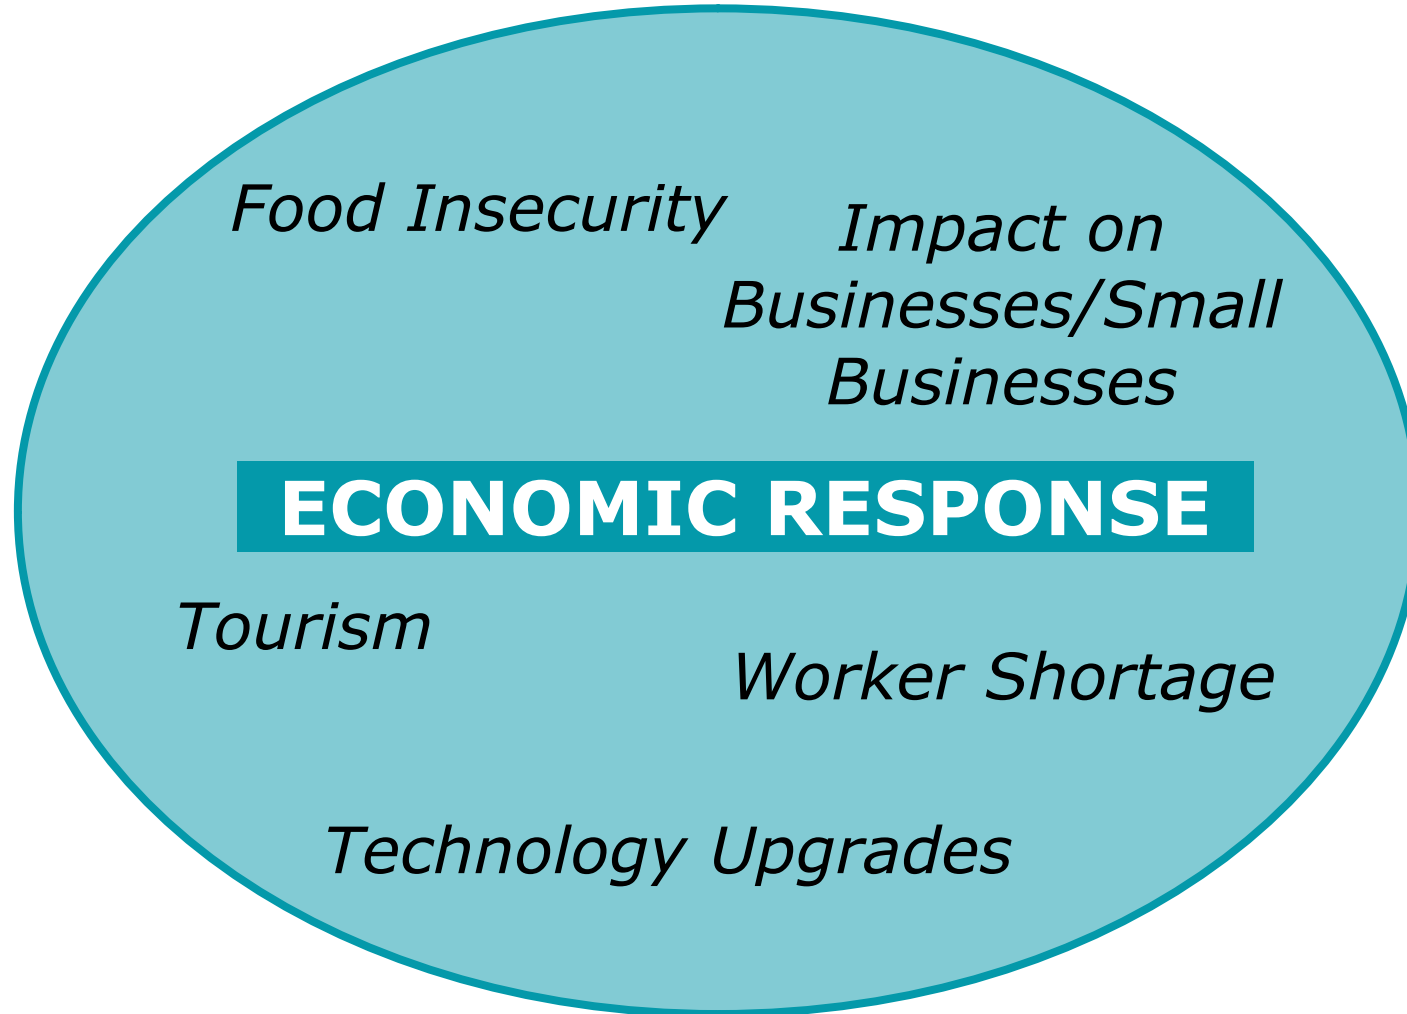 Food Insecurity
Impact on
Businesses/Small
Businesses
ECONOMIC RESPONSE
Tourism
Worker Shortage
Technology Upgrades